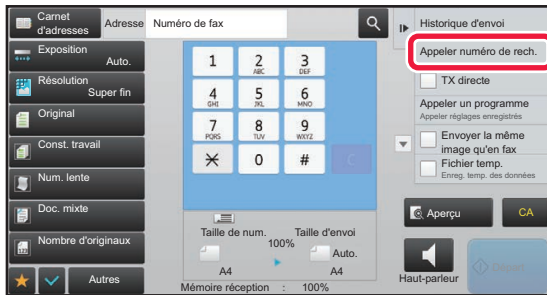 Carnet
d'adresses
Adresse
Numéro de fax
Exposition
Auto.
Résolution
Super fin
Original
Const. travail
Num. lente
Doc. mixte
Nombre d'originaux
Autres
1
2
ABC
3
DEF
4
GHI
5
JKL
6
MNO
7
PQRS
8
TUV
9
WXYZ
0
#
C
Taille de num.
100%
Taille d'envoi
Auto.
A4
A4
Mémoire réception : 100%
Historique d'envoi
Appeler numéro de rech.
TX directe
Appeler un programme
Appeler réglages enregistrés
Envoyer la même
image qu'en fax
Fichier temp.
Enreg. temp. des données
Aperçu
CA
Haut-parleur
Départ